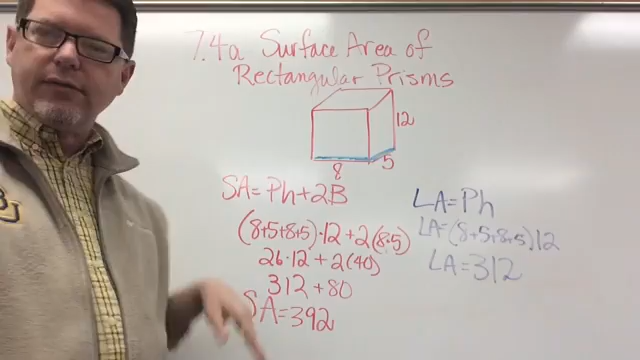 7.4a Surface Area of
Rectangular Prisms
12
8
5
SA=Ph+2B
(8+5+8+5)·12+2(8·5)
26·12+2(40)
312+80
SA=392
LA=Ph
LA=(8+5+8+5)12
LA=312